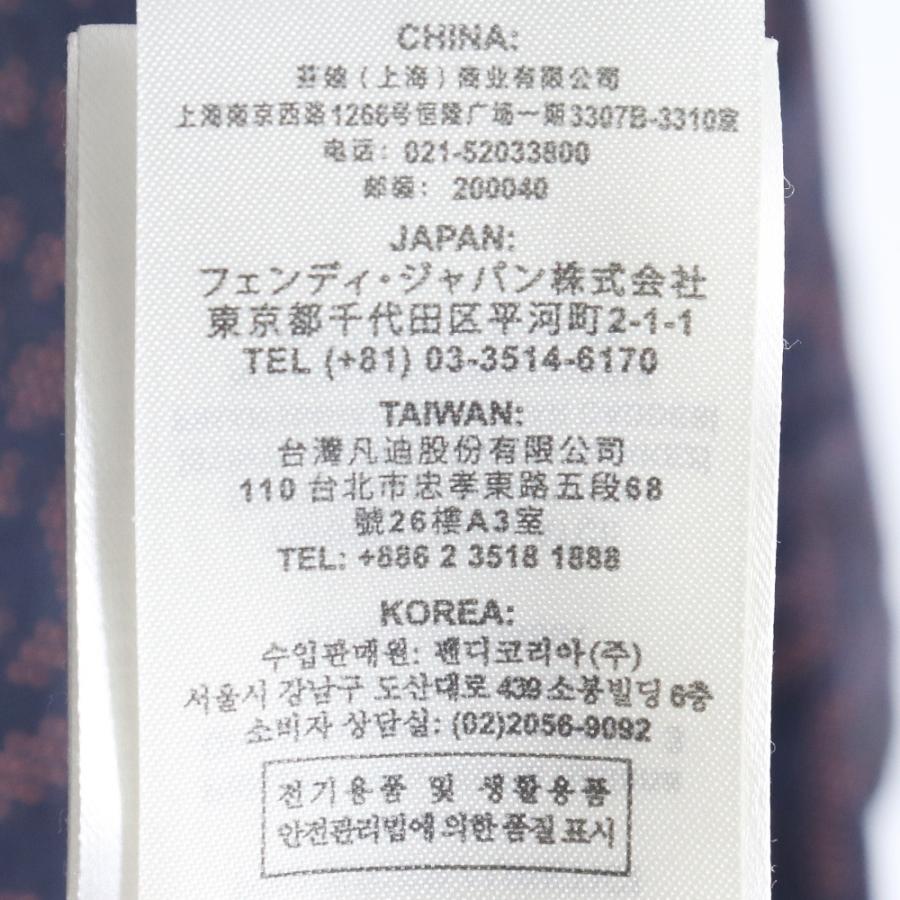 CHINA:
芬迪（上海）商业有限公司
上海南京西路1266号恒隆广场一期3307B-3310室
电话：021-52033800
邮编：200040
JAPAN:
フェンディ・ジャパン株式会社
東京都千代田区平河町2-1-1
TEL (+81) 03-3514-6170
TAIWAN:
台灣凡迪股份有限公司
110 台北市忠孝東路五段68
號26樓A3室
TEL: +886 2 3518 1888
KOREA:
수입판매원: 펜디코리아(주)
서울시 강남구 도산대로 439 소봉빌딩 6층
소비자 상담실: (02)2056-9092
전기용품 및 생활용품
안전관리법에 의한 품질 표시